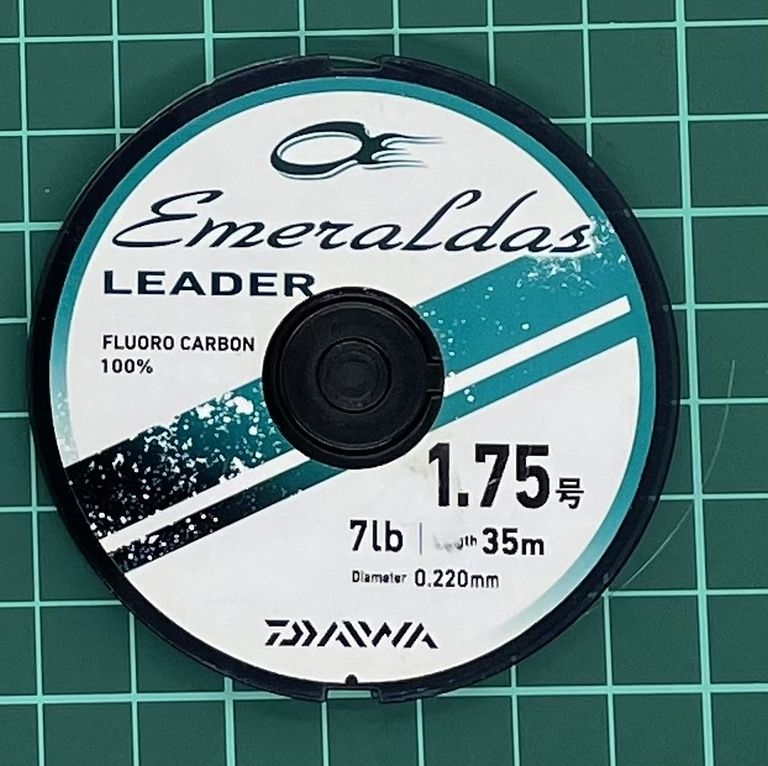 Emeraldas
LEADER
FLUORO CARBON
100%
1.75号
7lb 35m
Diameter 0.220mm
DAIWA